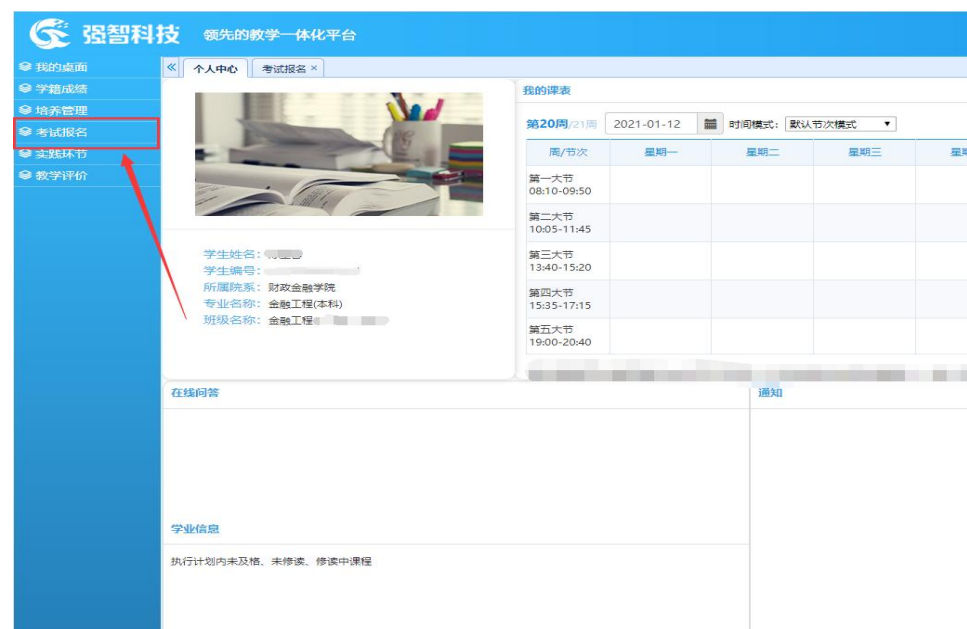 强智科技 领先的教学一体化平台
我的桌面
学籍成绩
培养管理
考试报名
实践环节
教学评价
个人中心 考试报名 ×
学生姓名：
学生编号：
所属院系： 财政金融学院
专业名称： 金融工程(本科)
班级名称： 金融工程
我的课表
第20周/21周 2021-01-12 时间模式： 默认节次模式
周/节次 星期一 星期二 星期三
第一大节
08:10-09:50
第二大节
10:05-11:45
第三大节
13:40-15:20
第四大节
15:35-17:15
第五大节
19:00-20:40
在线问答
通知
学业信息
执行计划内未及格、未修读、修读中课程